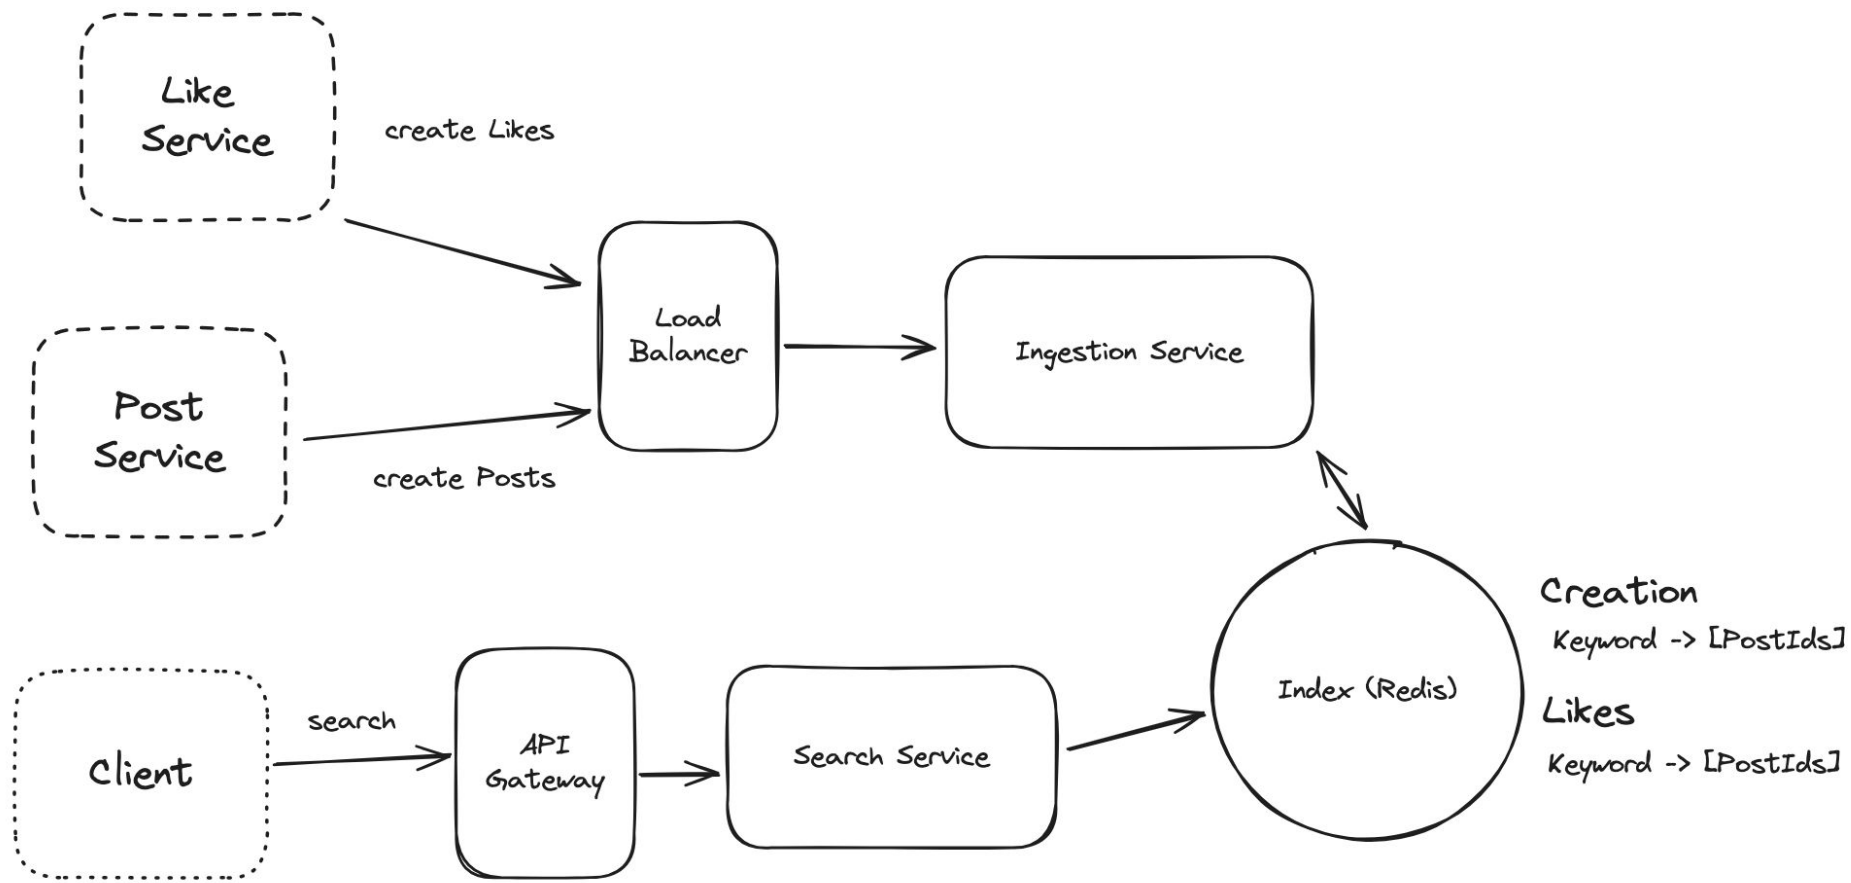 Like
Service
create Likes
Load
Balancer
Ingestion Service
Post
Service
create Posts
Creation
Keyword -> [PostIds]
Index (Redis)
Likes
Keyword -> [PostIds]
Client
search
API
Gateway
Search Service